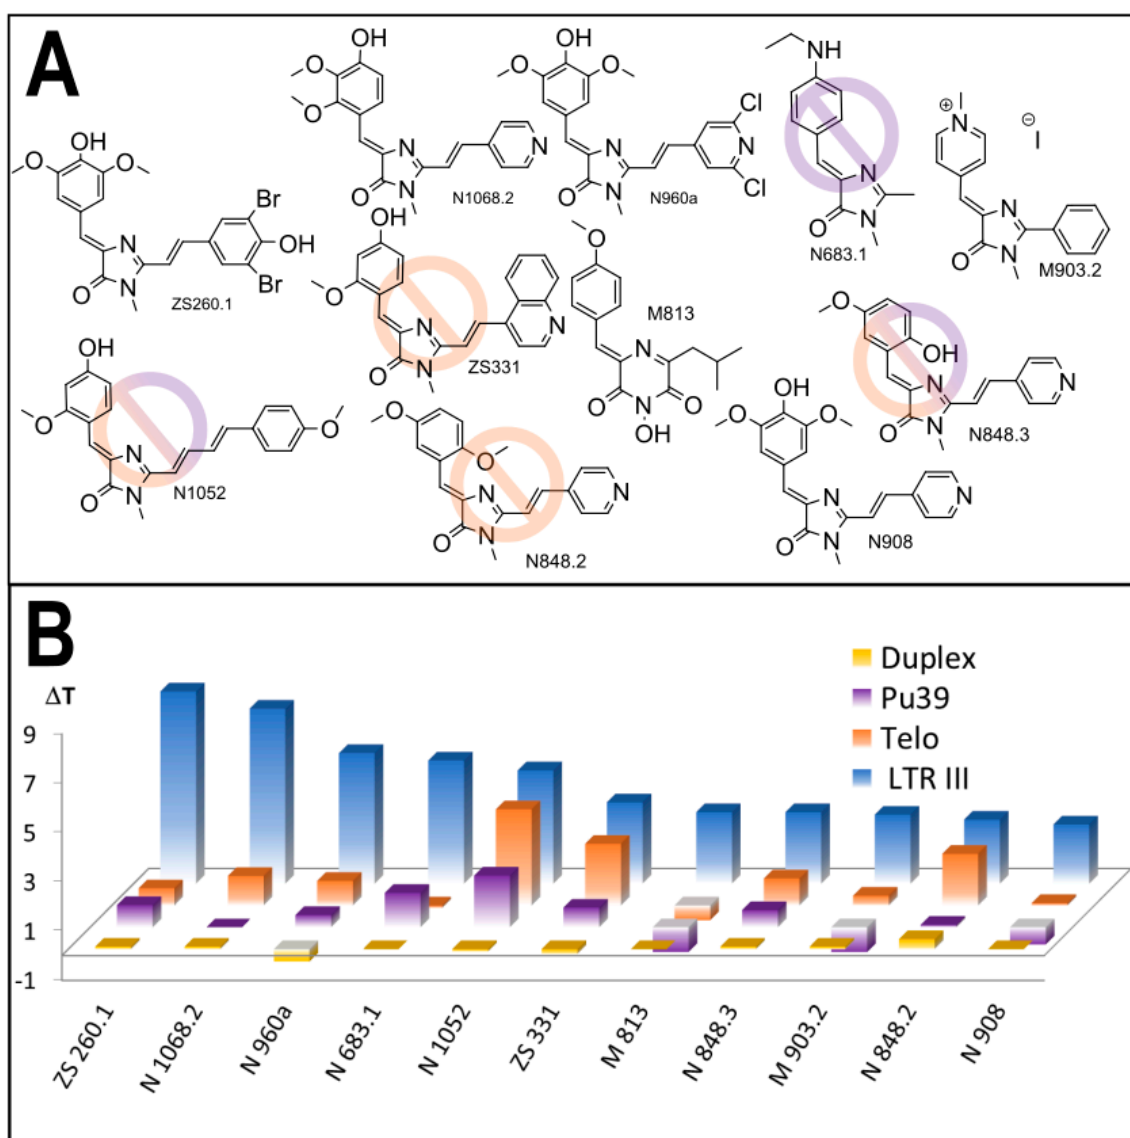 A
OH
O
O
N
O
N
N
N1068.2
OH
O
O
Cl
N
Cl
N
O
N
N960a
NH
N
O
N
N683.1
⊕
N
⊖
I
N
O
N
M903.2
OH
O
O
Br
OH
Br
N
O
N
ZS260.1
OH
O
N
N
O
N
ZS331
O
M813
N
O
N
O
OH
O
OH
N
N
O
N
N848.3
OH
O
N
O
N
O
N1052
O
O
N
N
O
N
N848.2
OH
O
O
N
N
O
N
N908
B
ΔT
Duplex
Pu39
Telo
LTR III
9
7
5
3
1
-1
ZS 260.1
N 1068.2
N 960a
N 683.1
N 1052
ZS 331
M 813
N 848.3
M 903.2
N 848.2
N 908